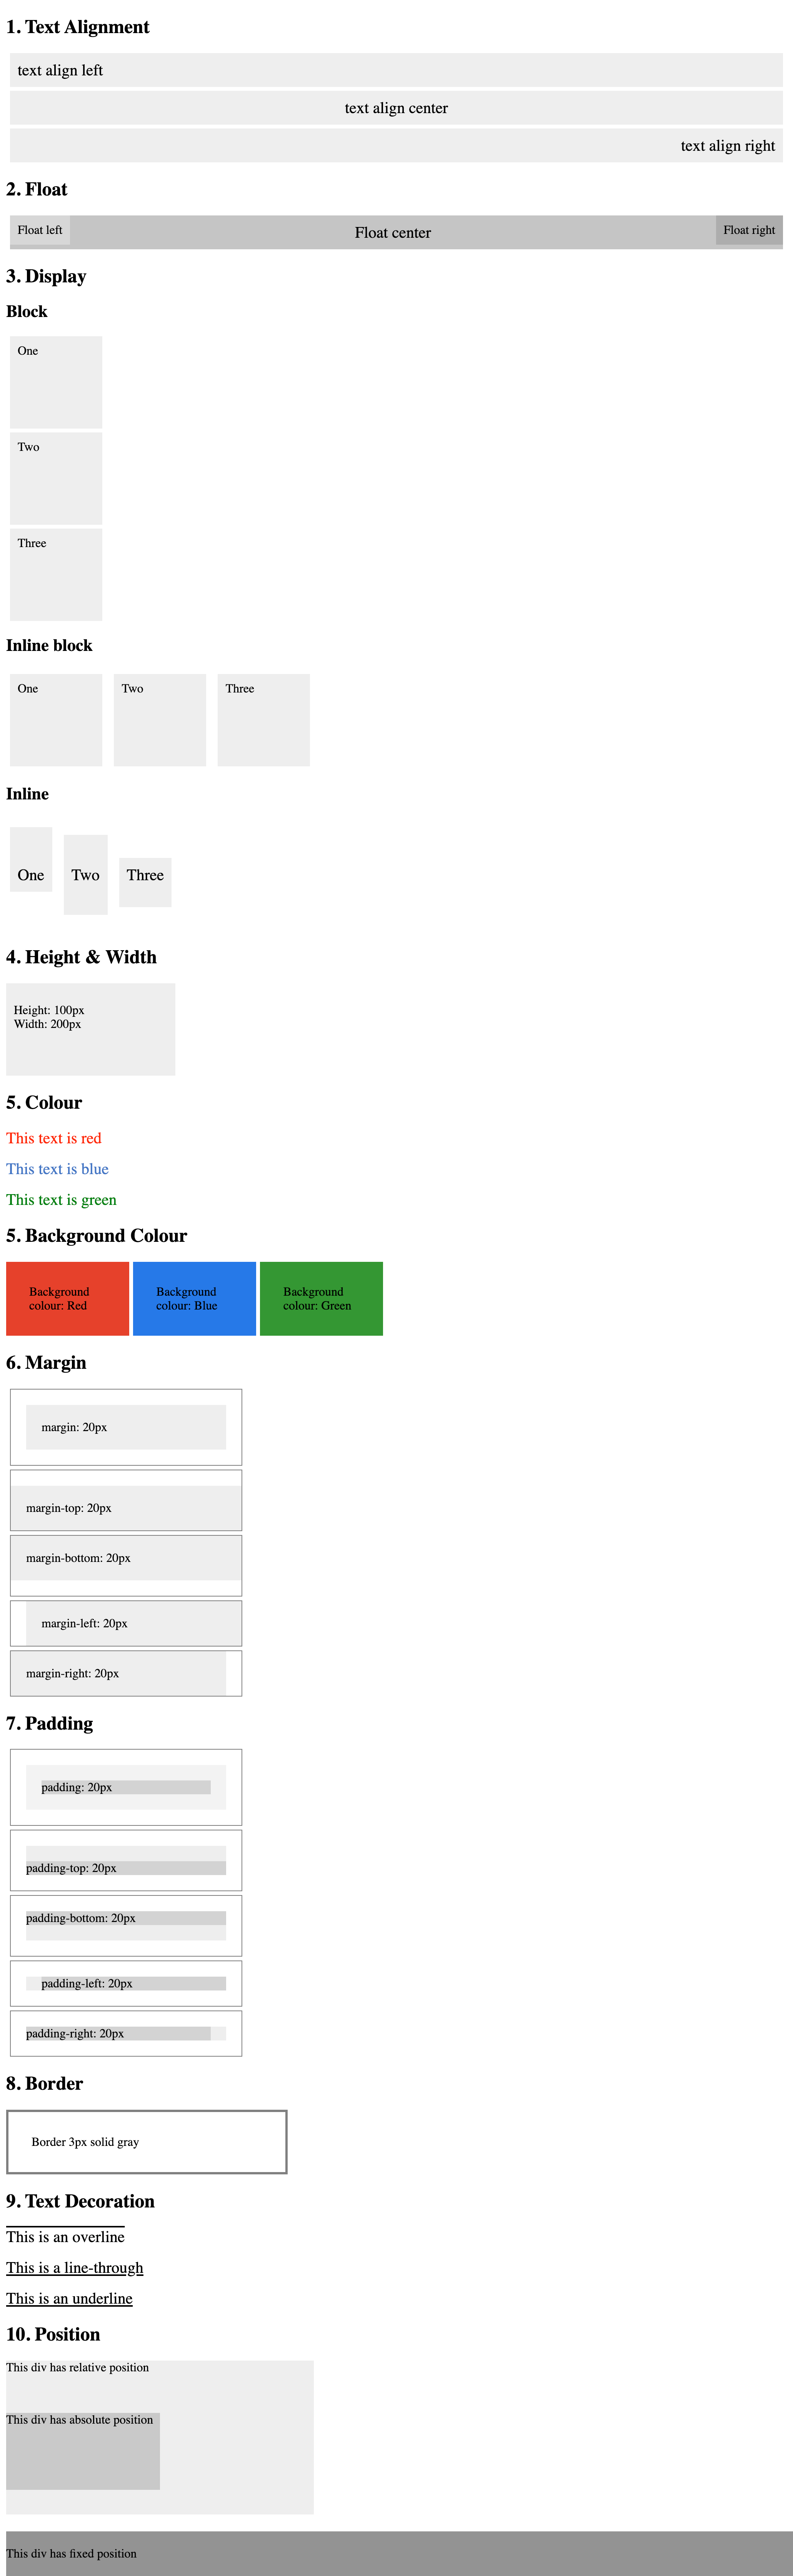 1. Text Alignment
text align left
text align center
text align right
2. Float
Float left
Float center
Float right
3. Display
Block
One
Two
Three
Inline block
One
Two
Three
Inline
One
Two
Three
4. Height & Width
Height: 100px
Width: 200px
5. Colour
This text is red
This text is blue
This text is green
5. Background Colour
Background
colour: Red
Background
colour: Blue
Background
colour: Green
6. Margin
margin: 20px
margin-top: 20px
margin-bottom: 20px
margin-left: 20px
margin-right: 20px
7. Padding
padding: 20px
padding-top: 20px
padding-bottom: 20px
padding-left: 20px
padding-right: 20px
8. Border
Border 3px solid gray
9. Text Decoration
This is an overline
This is a line-through
This is an underline
10. Position
This div has relative position
This div has absolute position
This div has fixed position